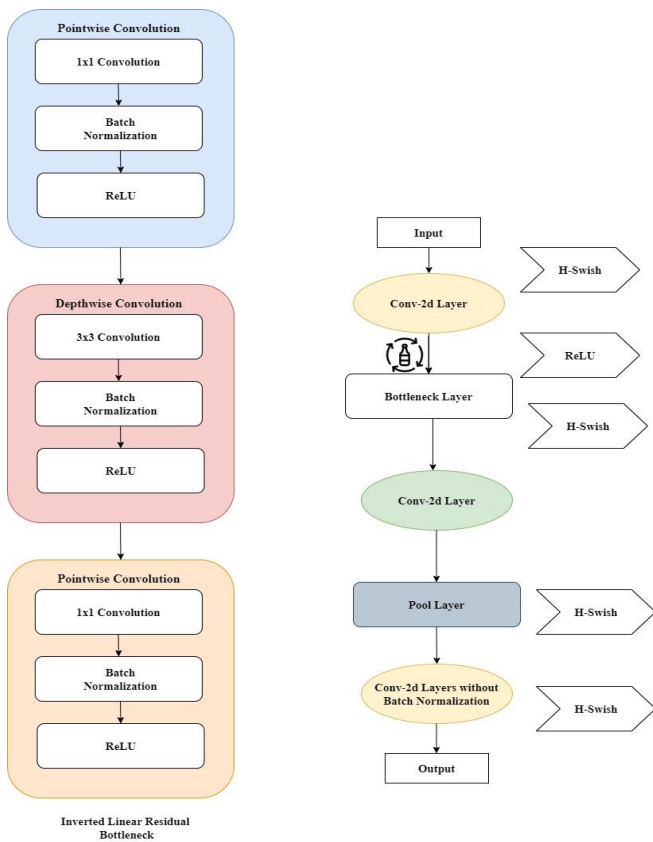 Pointwise Convolution
1x1 Convolution
Batch
Normalization
ReLU
Depthwise Convolution
3x3 Convolution
Batch
Normalization
ReLU
Pointwise Convolution
1x1 Convolution
Batch
Normalization
ReLU
Inverted Linear Residual
Bottleneck
Input
H-Swish
Conv-2d Layer
ReLU
Bottleneck Layer
H-Swish
Conv-2d Layer
Pool Layer
H-Swish
Conv-2d Layers without
Batch Normalization
H-Swish
Output